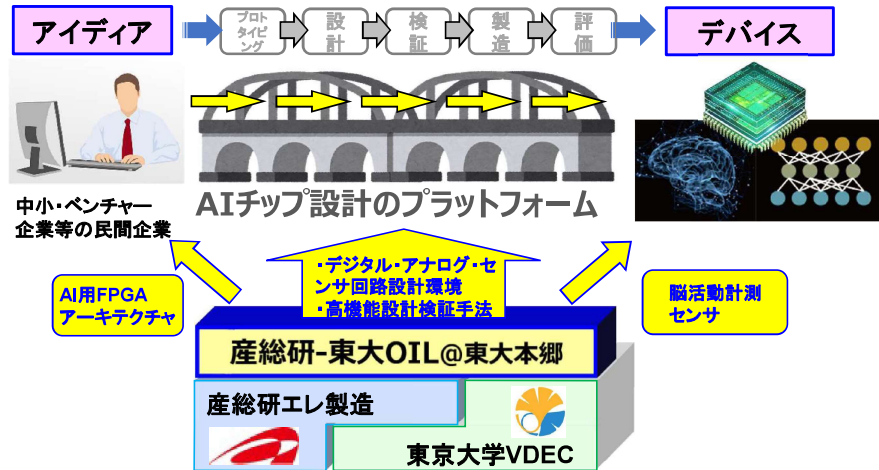 アイディア
プロト
タイピ
ング
設計
検証
製造
評価
デバイス
中小・ベンチャー
企業等の民間企業
AIチップ設計のプラットフォーム
AI用FPGA
アーキテクチャ
・デジタル・アナログ・セ
ンサ回路設計環境
・高機能設計検証手法
脳活動計測
センサ
産総研-東大OIL@東大本郷
産総研エレ製造
東京大学VDEC